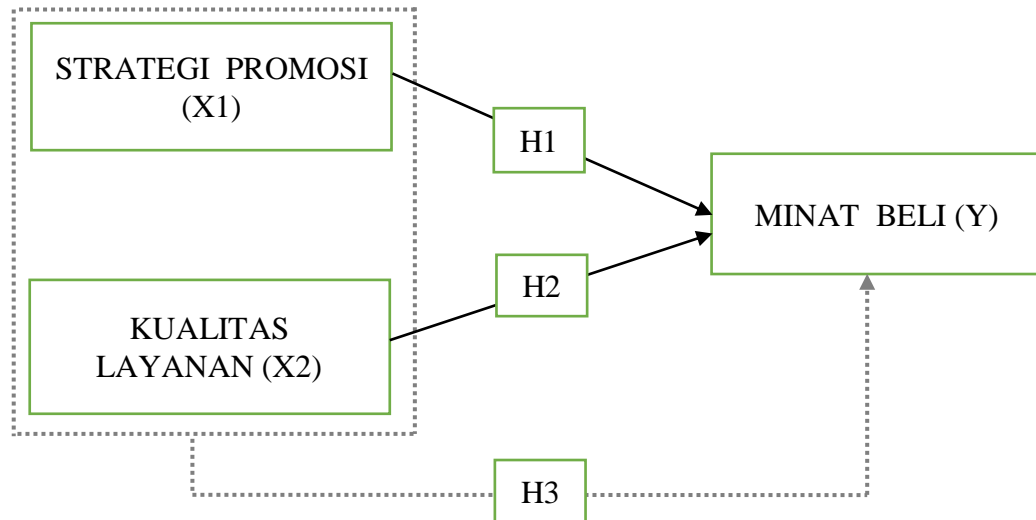 STRATEGI PROMOSI
(X1)
H1
MINAT BELI (Y)
H2
KUALITAS
LAYANAN (X2)
H3